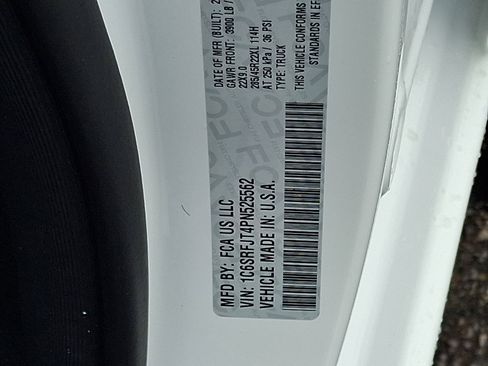 MFD BY: FCA US LLC
DATE OF MFR (BUILT): 2
GAWR FRONT: 3900 LB
22X9.0
285/45R22XL 114H
AT 250 kPa / 36 PSI
TYPE: TRUCK
THIS VEHICLE CONFORMS
STANDARDS IN EF
VIN: 1C6SRFJT4PN525562
VEHICLE MADE IN: U.S.A.